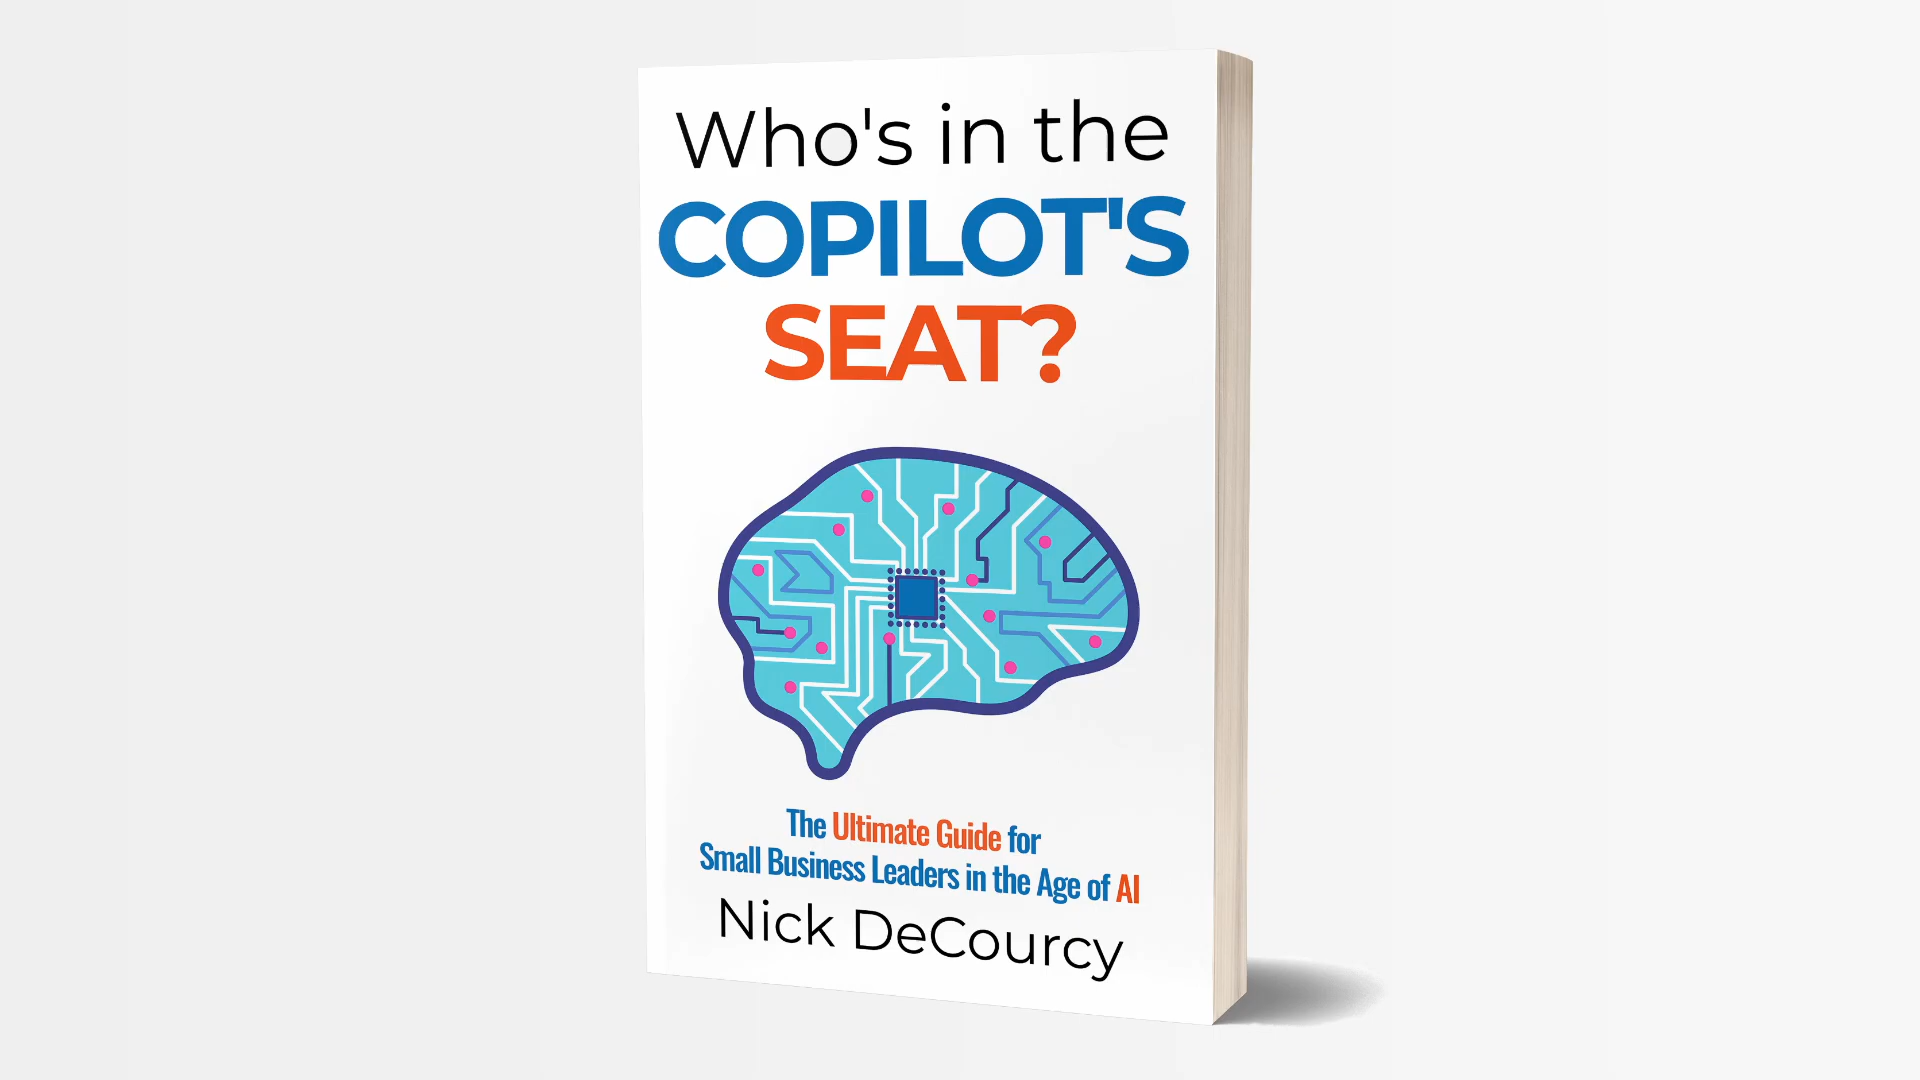 Who's in the
COPILOT'S
SEAT?
The Ultimate Guide for
Small Business Leaders in the Age of AI
Nick DeCourcy